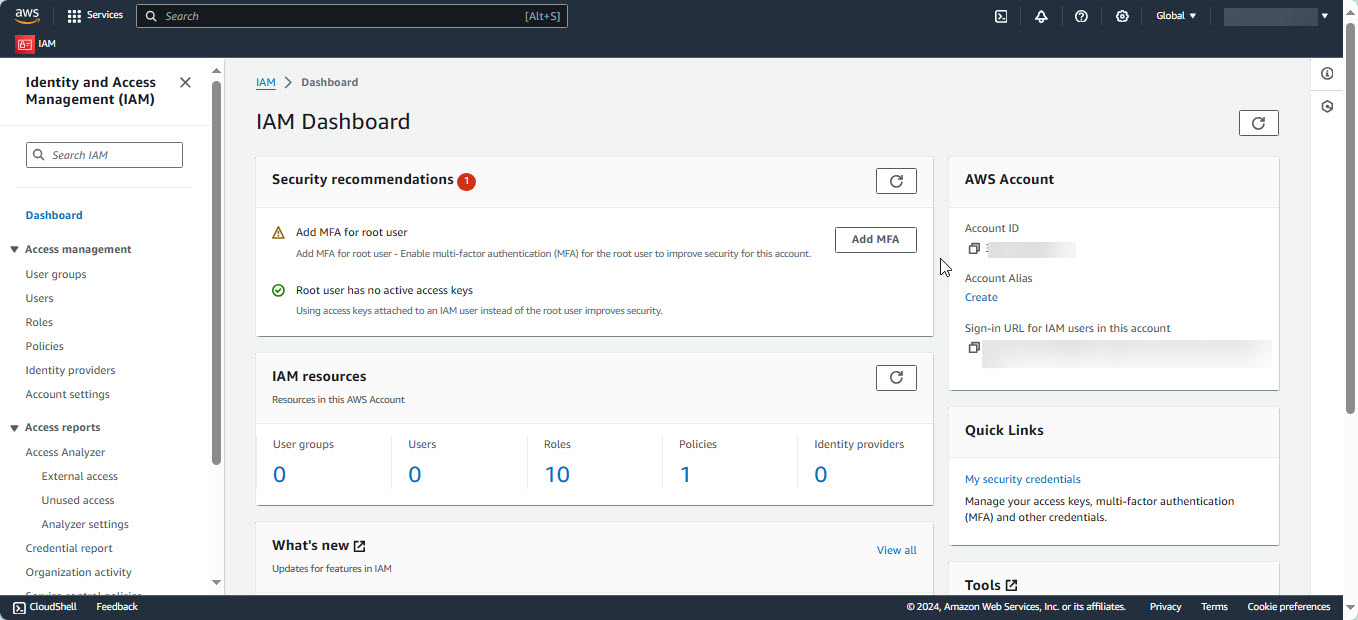 aws
Services
Search
[Alt+S]
Global
IAM
Identity and Access
Management (IAM)
Search IAM
Dashboard
Access management
User groups
Users
Roles
Policies
Identity providers
Account settings
Access reports
Access Analyzer
External access
Unused access
Analyzer settings
Credential report
Organization activity
Service control policies
IAM
Dashboard
IAM Dashboard
Security recommendations 1
Add MFA for root user
Add MFA for root user - Enable multi-factor authentication (MFA) for the root user to improve security for this account.
Add MFA
Root user has no active access keys
Using access keys attached to an IAM user instead of the root user improves security.
IAM resources
Resources in this AWS Account
User groups
0
Users
0
Roles
10
Policies
1
Identity providers
0
What's new
View all
Updates for features in IAM
AWS Account
Account ID
Account Alias
Create
Sign-in URL for IAM users in this account
Quick Links
My security credentials
Manage your access keys, multi-factor authentication
(MFA) and other credentials.
Tools
CloudShell
Feedback
© 2024, Amazon Web Services, Inc. or its affiliates.
Privacy
Terms
Cookie preferences